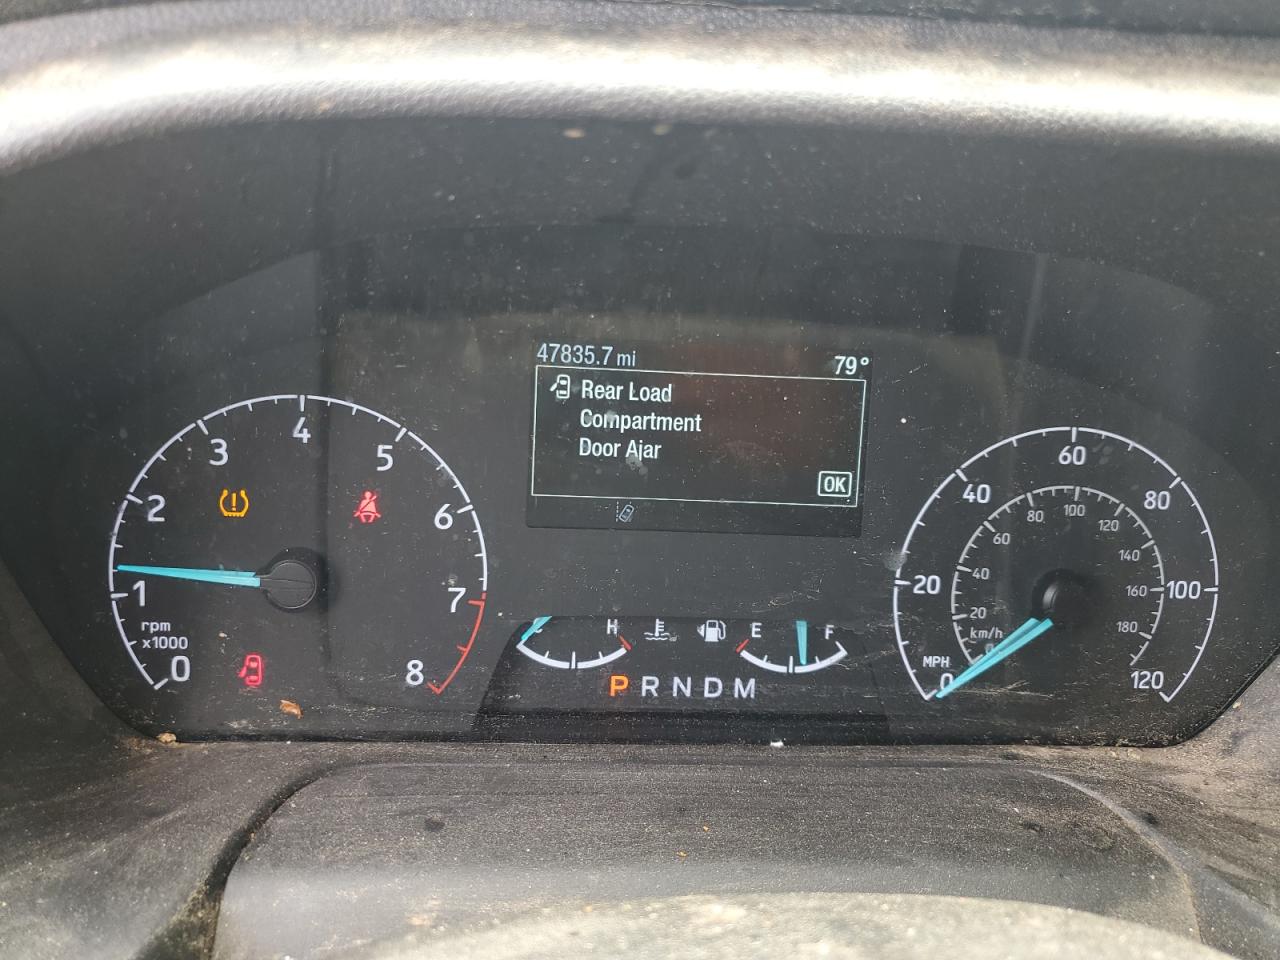 47835.7 mi 79°
Rear Load
Compartment
Door Ajar
OK
0 1 2 3 4 5 6 7 8
rpm
x1000
H E F
P R N D M
0 20 40 60 80 100 120
MPH
20 40 60 80 100 120 140 160 180
km/h